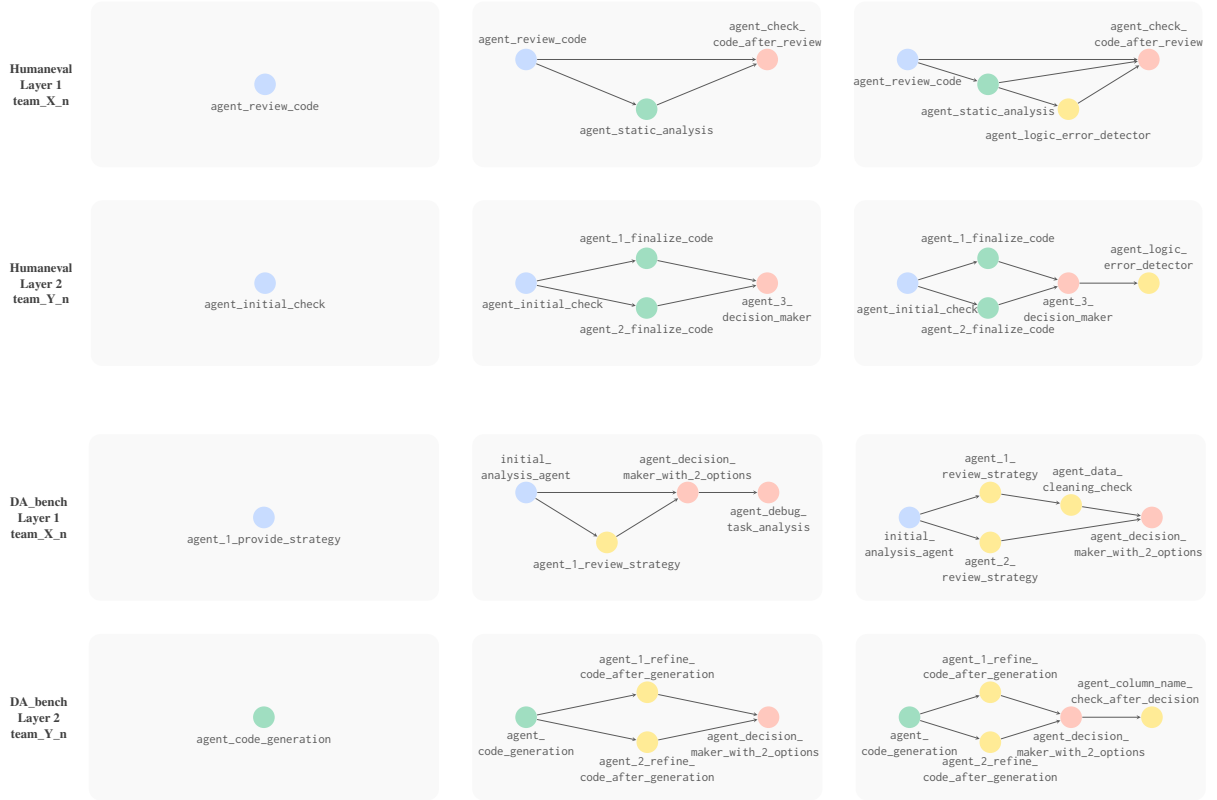 Humaneval
Layer 1
team_X_n
agent_review_code
agent_review_code
agent_check_
code_after_review
agent_static_analysis
agent_check_
code_after_review
agent_review_code
agent_static_analysis
agent_logic_error_detector
Humaneval
Layer 2
team_Y_n
agent_initial_check
agent_1_finalize_code
agent_initial_check
agent_2_finalize_code
agent_3_
decision_maker
agent_1_finalize_code
agent_logic_
error_detector
agent_initial_check
agent_2_finalize_code
agent_3_
decision_maker
DA_bench
Layer 1
team_X_n
agent_1_provide_strategy
initial_
analysis_agent
agent_decision_
maker_with_2_options
agent_debug_
task_analysis
agent_1_review_strategy
agent_1_
review_strategy
agent_data_
cleaning_check
initial_
analysis_agent
agent_2_
review_strategy
agent_decision_
maker_with_2_options
DA_bench
Layer 2
team_Y_n
agent_code_generation
agent_1_refine_
code_after_generation
agent_
code_generation
agent_2_refine_
code_after_generation
agent_decision_
maker_with_2_options
agent_1_refine_
code_after_generation
agent_column_name_
check_after_decision
agent_
code_generation
agent_2_refine_
code_after_generation
agent_decision_
maker_with_2_options